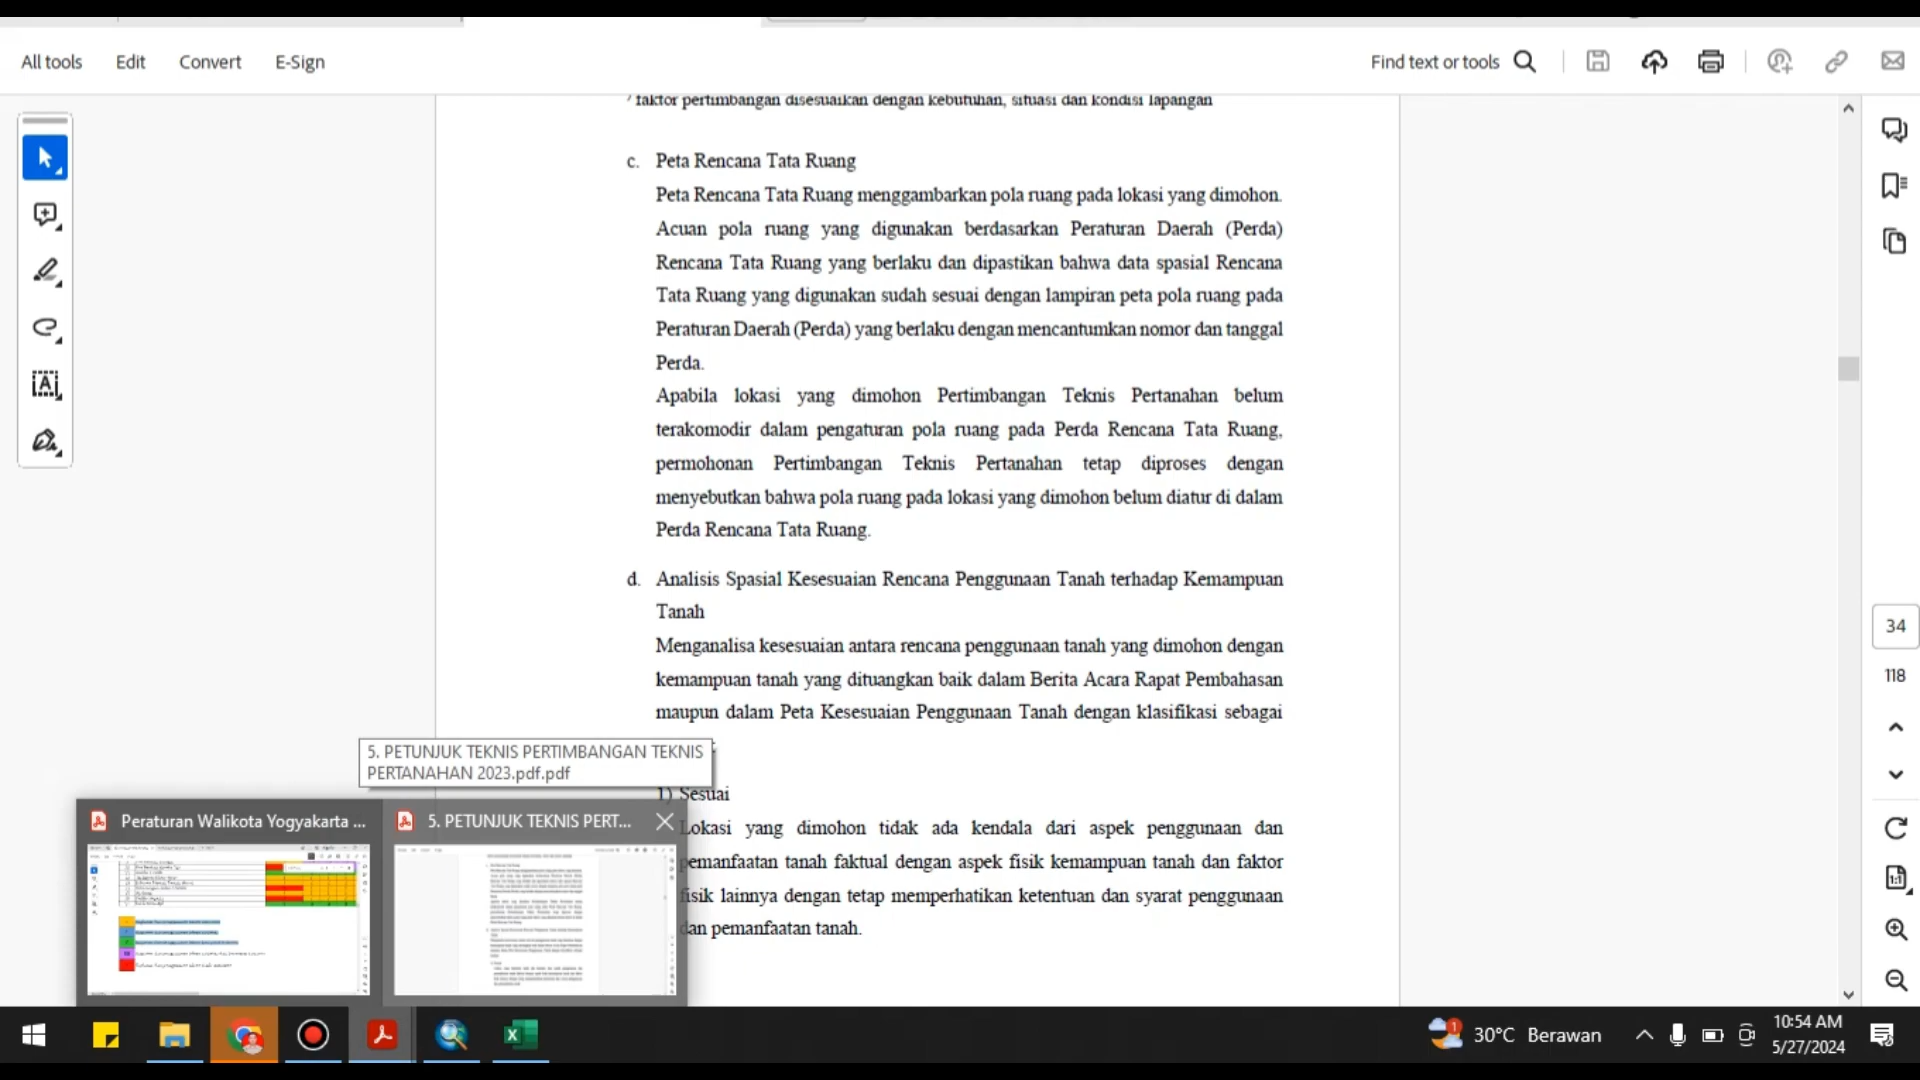 All tools
Edit
Convert
E-Sign
Find text or tools
faktor pertimbangan disesuaikan dengan kebutuhan, situasi dan kondisi lapangan
c. Peta Rencana Tata Ruang
Peta Rencana Tata Ruang menggambarkan pola ruang pada lokasi yang dimohon.
Acuan pola ruang yang digunakan berdasarkan Peraturan Daerah (Perda)
Rencana Tata Ruang yang berlaku dan dipastikan bahwa data spasial Rencana
Tata Ruang yang digunakan sudah sesuai dengan lampiran peta pola ruang pada
Peraturan Daerah (Perda) yang berlaku dengan mencantumkan nomor dan tanggal
Perda.
Apabila lokasi yang dimohon Pertimbangan Teknis Pertanahan belum
terakomodir dalam pengaturan pola ruang pada Perda Rencana Tata Ruang,
permohonan Pertimbangan Teknis Pertanahan tetap diproses dengan
menyebutkan bahwa pola ruang pada lokasi yang dimohon belum diatur di dalam
Perda Rencana Tata Ruang.
d. Analisis Spasial Kesesuaian Rencana Penggunaan Tanah terhadap Kemampuan
Tanah
Menganalisa kesesuaian antara rencana penggunaan tanah yang dimohon dengan
kemampuan tanah yang dituangkan baik dalam Berita Acara Rapat Pembahasan
maupun dalam Peta Kesesuaian Penggunaan Tanah dengan klasifikasi sebagai
1) Sesuai
Lokasi yang dimohon tidak ada kendala dari aspek penggunaan dan
pemanfaatan tanah faktual dengan aspek fisik kemampuan tanah dan faktor
fisik lainnya dengan tetap memperhatikan ketentuan dan syarat penggunaan
dan pemanfaatan tanah.
34
118
5. PETUNJUK TEKNIS PERTIMBANGAN TEKNIS
PERTANAHAN 2023.pdf.pdf
Peraturan Walikota Yogyakarta ...
5. PETUNJUK TEKNIS PERT...
30°C Berawan
10:54 AM
5/27/2024